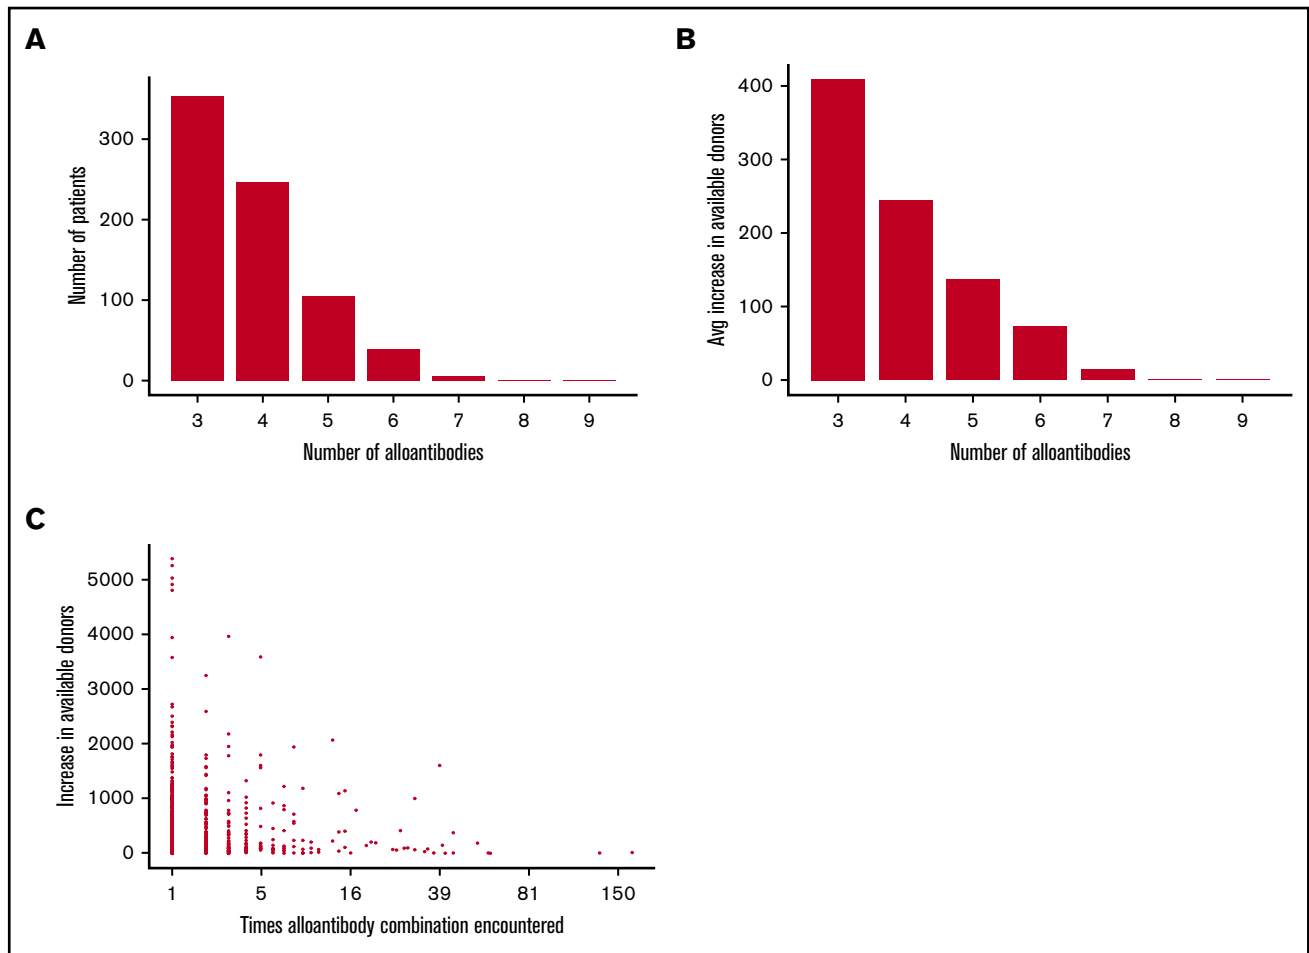 A
Number of patients
300
200
100
0
3 4 5 6 7 8 9
Number of alloantibodies
B
Avg increase in available donors
400
300
200
100
0
3 4 5 6 7 8 9
Number of alloantibodies
C
Increase in available donors
5000
4000
3000
2000
1000
0
1 5 16 39 81 150
Times alloantibody combination encountered